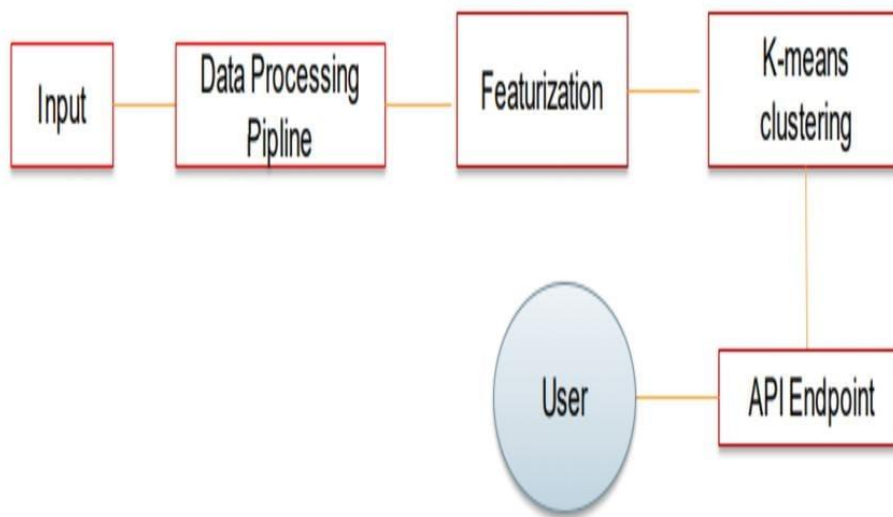 Input
Data Processing
Pipline
Featurization
K-means
clustering
User
API Endpoint